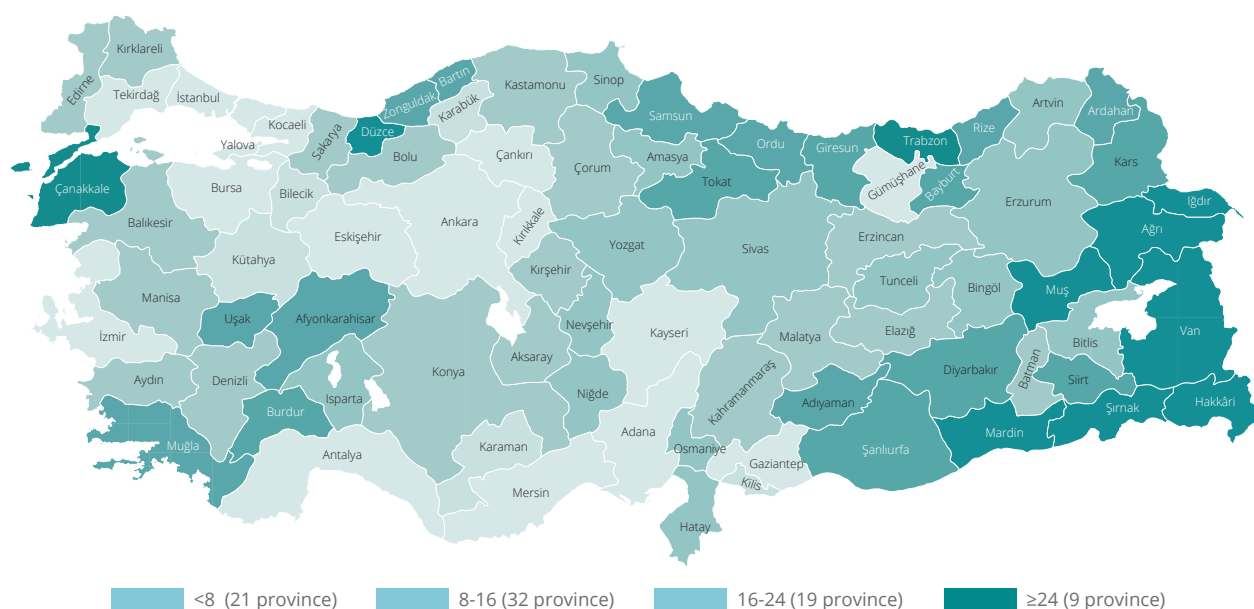 Kırklareli
Edirne
Tekirdağ
İstanbul
Kocaeli
Yalova
Sakarya
Düzce
Zonguldak
Bartın
Karabük
Kastamonu
Sinop
Samsun
Ordu
Giresun
Trabzon
Rize
Artvin
Ardahan
Kars
Bolu
Çankırı
Çorum
Amasya
Tokat
Gümüşhane
Bayburt
Erzurum
Iğdır
Ağrı
Çanakkale
Balıkesir
Bursa
Bilecik
Eskişehir
Ankara
Kırıkkale
Yozgat
Sivas
Erzincan
Kütahya
Kırşehir
Tunceli
Bingöl
Muş
Van
Manisa
Uşak
Afyonkarahisar
Nevşehir
Kayseri
Malatya
Elazığ
Bitlis
İzmir
Aksaray
Konya
Aydın
Denizli
Isparta
Niğde
Kahramanmaraş
Adıyaman
Diyarbakır
Batman
Siirt
Şırnak
Hakkâri
Muğla
Burdur
Antalya
Karaman
Adana
Osmaniye
Gaziantep
Şanlıurfa
Mardin
Mersin
Kilis
Hatay
<8 (21 province)
8-16 (32 province)
16-24 (19 province)
≥24 (9 province)